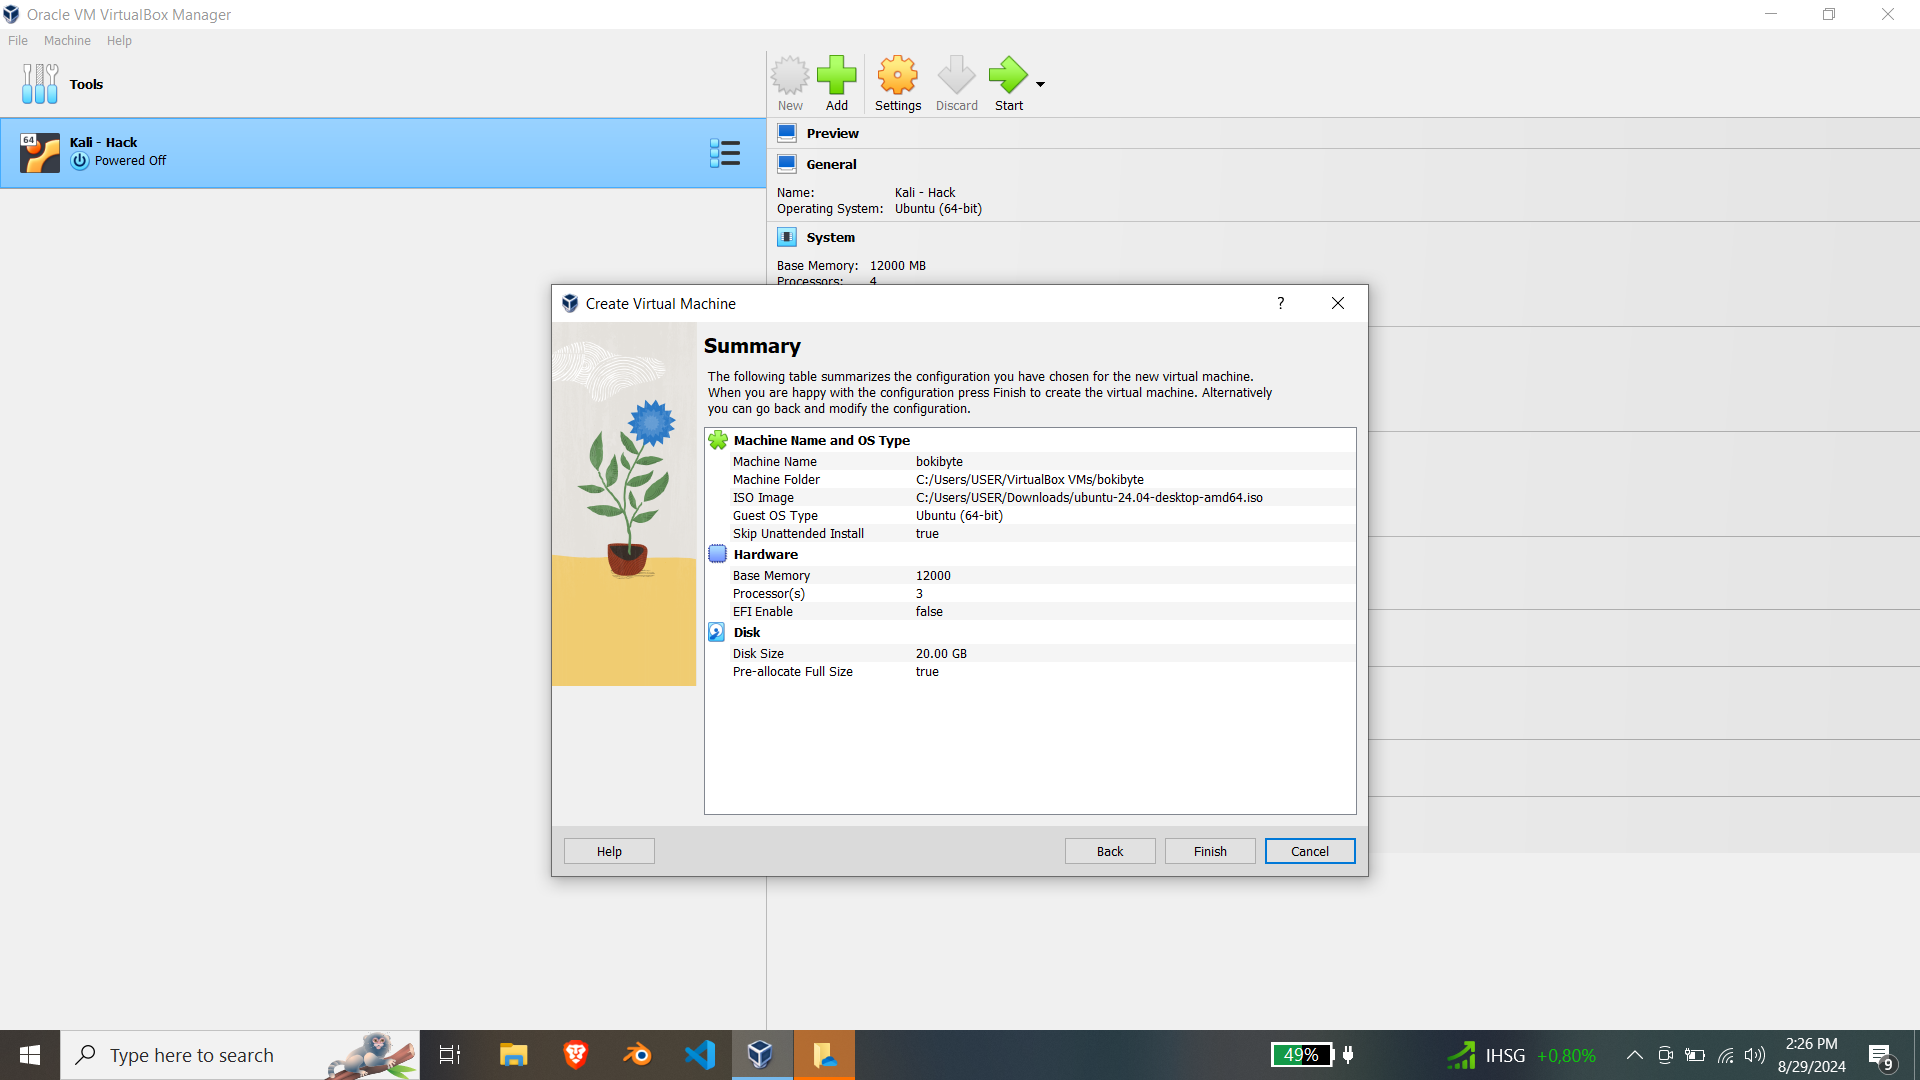 Oracle VM VirtualBox Manager
File Machine Help
Tools
New Add Settings Discard Start
64
Kali - Hack
Powered Off
Preview
General
Name: Kali - Hack
Operating System: Ubuntu (64-bit)
System
Base Memory: 12000 MB
Processors: 4
Create Virtual Machine
?
Summary
The following table summarizes the configuration you have chosen for the new virtual machine.
When you are happy with the configuration press Finish to create the virtual machine. Alternatively
you can go back and modify the configuration.
Machine Name and OS Type
Machine Name bokibyte
Machine Folder C:/Users/USER/VirtualBox VMs/bokibyte
ISO Image C:/Users/USER/Downloads/ubuntu-24.04-desktop-amd64.iso
Guest OS Type Ubuntu (64-bit)
Skip Unattended Install true
Hardware
Base Memory 12000
Processor(s) 3
EFI Enable false
Disk
Disk Size 20.00 GB
Pre-allocate Full Size true
Help Back Finish Cancel
Type here to search
49%
IHSG +0,80%
2:26 PM
8/29/2024
9